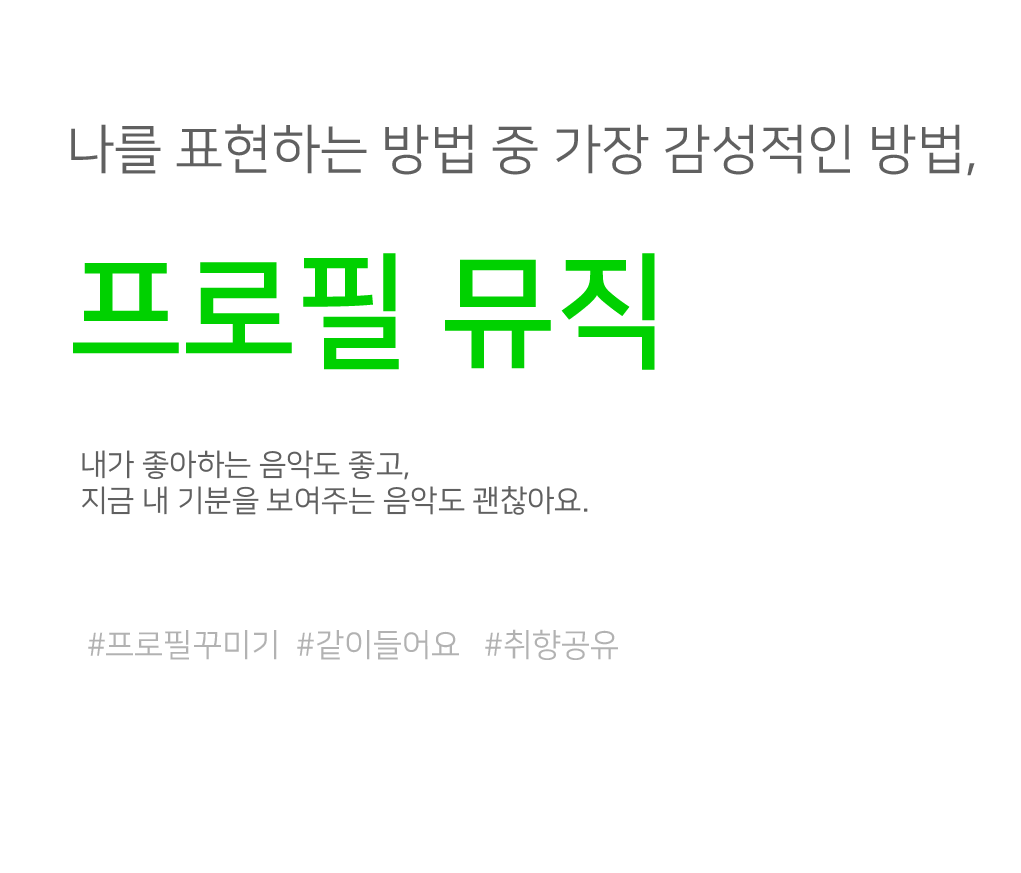 나를 표현하는 방법 중 가장 감성적인 방법,
프로필 뮤직
내가 좋아하는 음악도 좋고,
지금 내 기분을 보여주는 음악도 괜찮아요.
#프로필꾸미기 #같이들어요 #취향공유